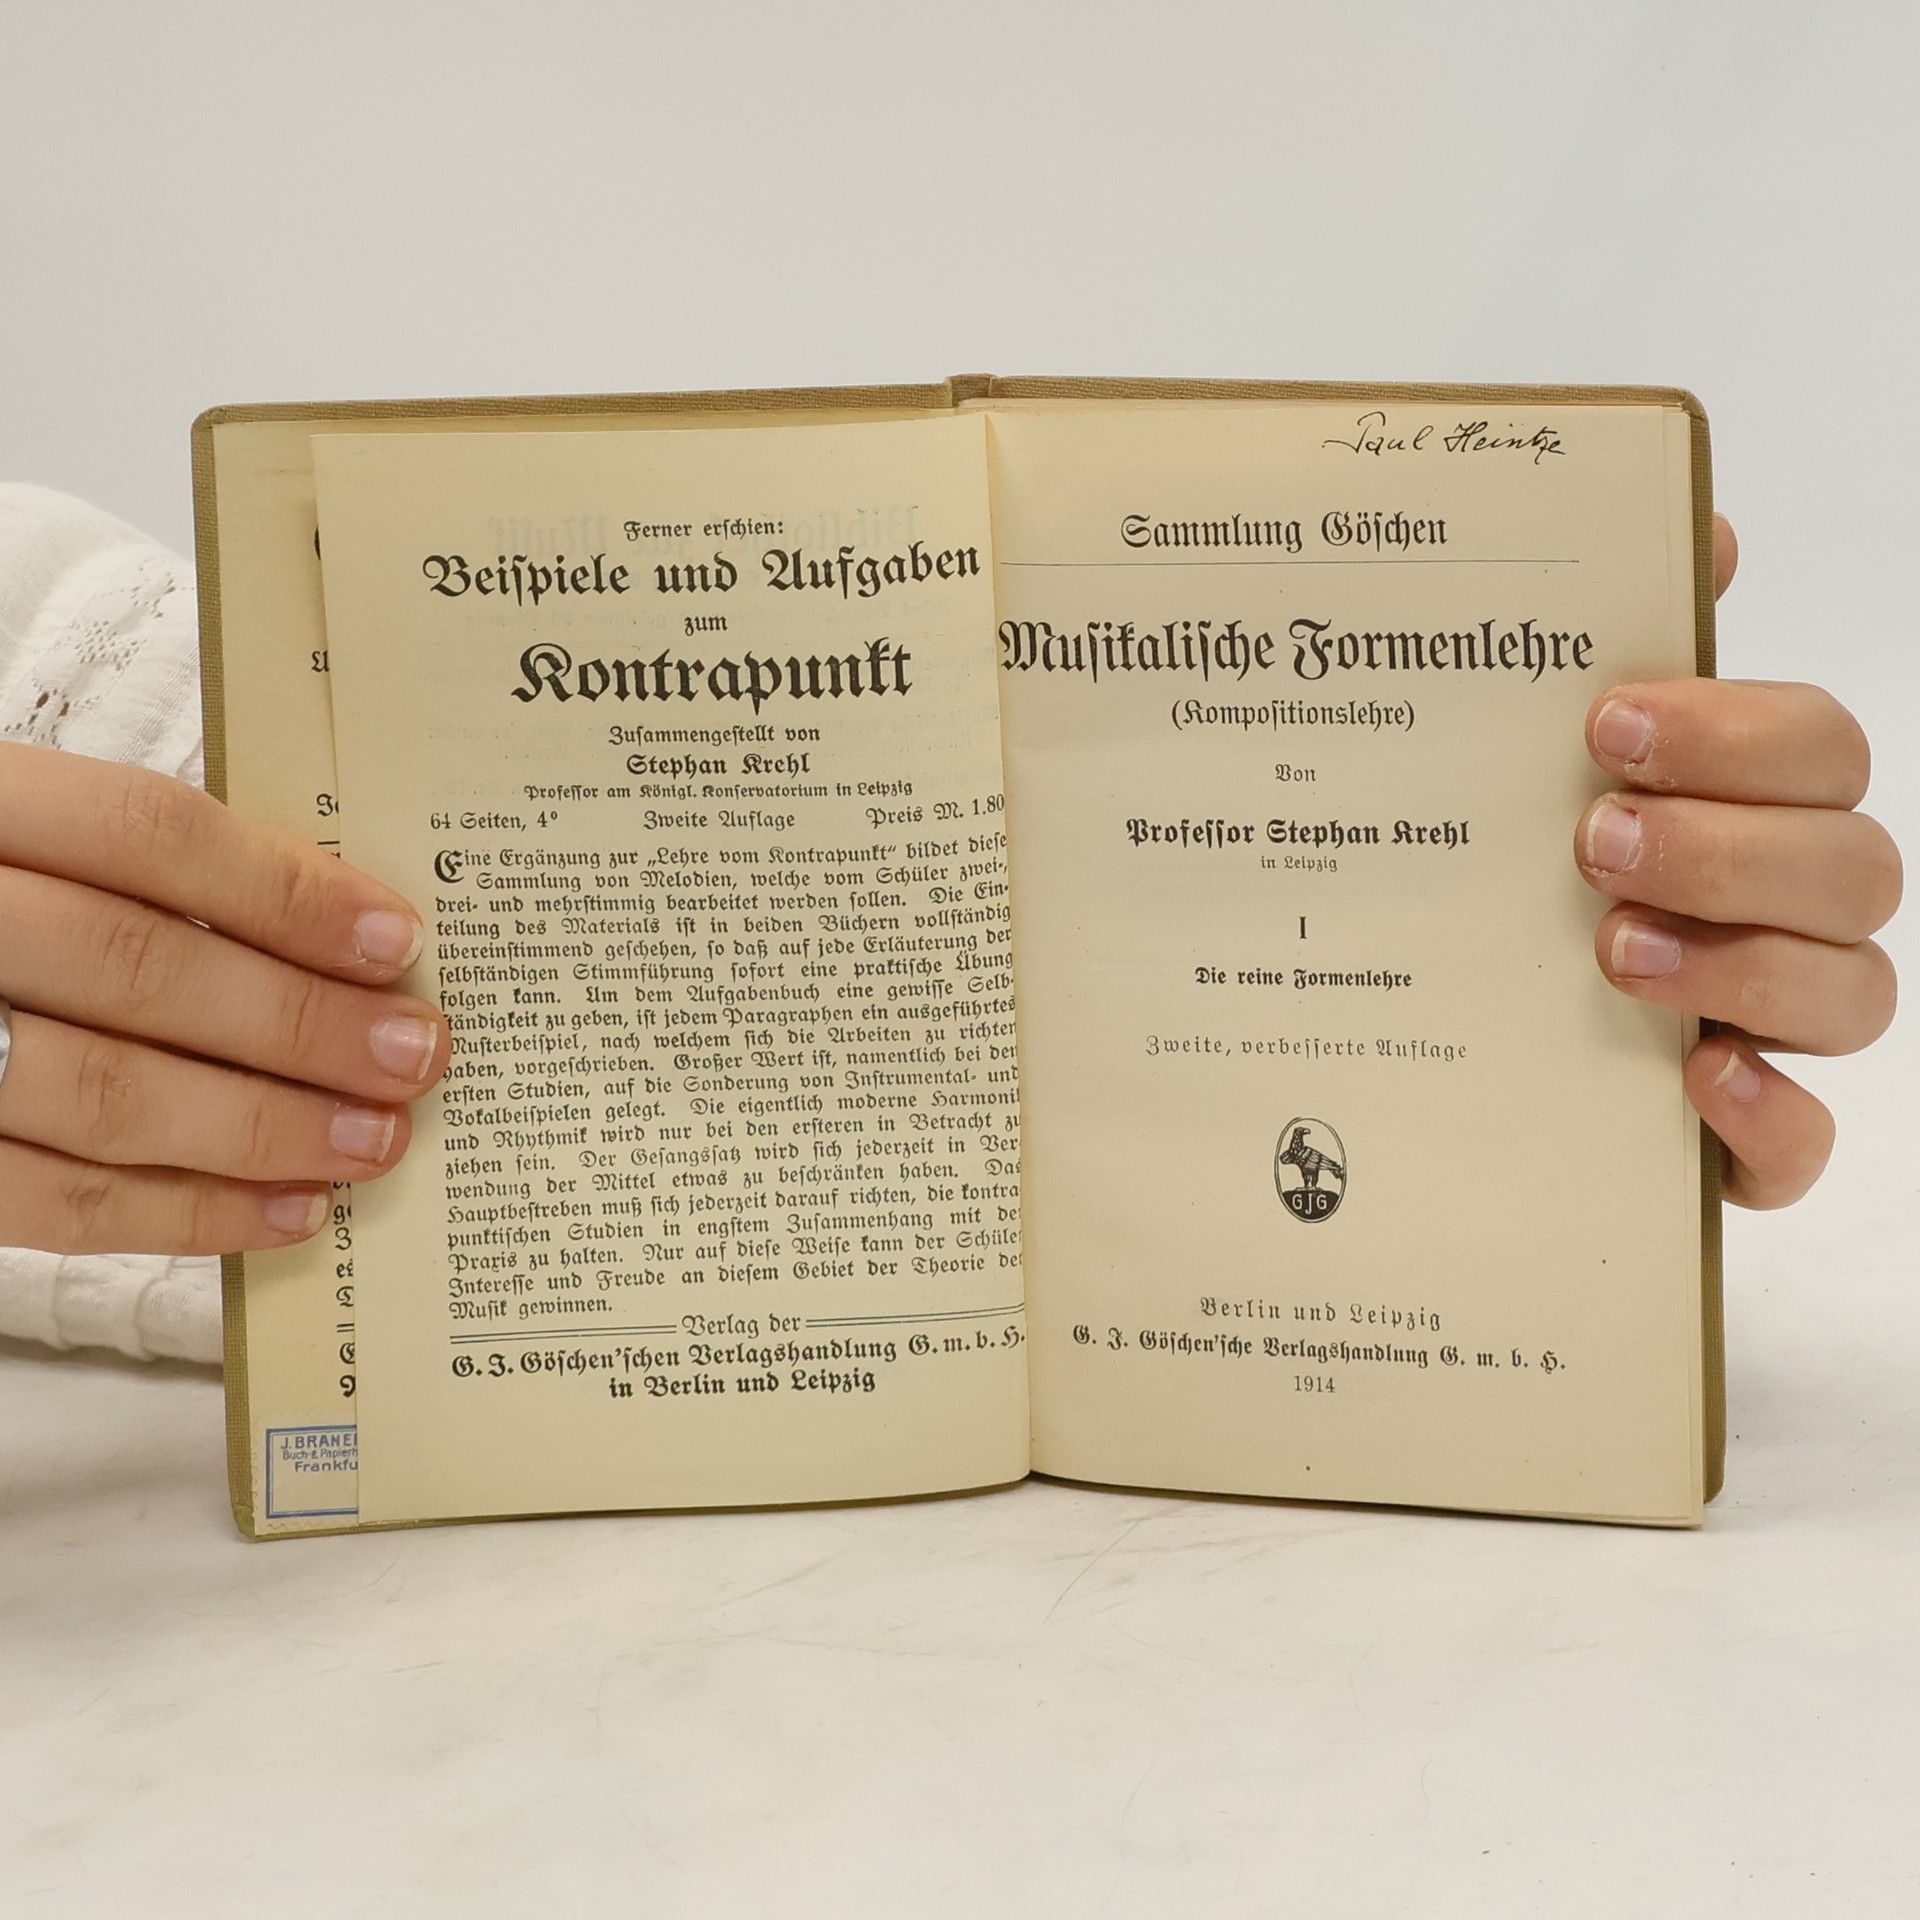 Ferner erschien:
Beispiele und Aufgaben
zum
Kontrapunkt
Zusammengestellt von
Stephan Krehl
Professor am Königl. Konservatorium in Leipzig
64 Seiten, 4° Zweite Auflage Preis M. 1.80
Eine Ergänzung zur „Lehre vom Kontrapunkt“ bildet diese
Sammlung von Melodien, welche vom Schüler zwei-,
drei- und mehrstimmig bearbeitet werden sollen. Die Ein-
teilung des Materials ist in beiden Büchern vollständig
übereinstimmend geschehen, so daß auf jede Erläuterung der
selbständigen Stimmführung sofort eine praktische Übung
folgen kann. Um dem Aufgabenbuch eine gewisse Selb-
ständigkeit zu geben, ist jedem Paragraphen ein ausgeführtes
Musterbeispiel, nach welchem sich die Arbeiten zu richten
haben, vorgeschrieben. Großer Wert ist, namentlich bei den
ersten Studien, auf die Sonderung von Instrumental- und
Vokalbeispielen gelegt. Die eigentlich moderne Harmonik
und Rhythmik wird nur bei den ersteren in Betracht zu
ziehen sein. Der Gesangssatz wird sich jederzeit in Ver-
wendung der Mittel etwas zu beschränken haben. Das
Hauptbestreben muß sich jederzeit darauf richten, die kontra-
punktischen Studien in engstem Zusammenhang mit der
Praxis zu halten. Nur auf diese Weise kann der Schüler
Interesse und Freude an diesem Gebiet der Theorie der
Musik gewinnen.
Verlag der
G. J. Göschen'schen Verlagshandlung G. m. b. H.
in Berlin und Leipzig
J. BRANE
Buch- & Papierh
Frankfu
Paul Heintze
Sammlung Göschen
Musikalische Formenlehre
(Kompositionslehre)
Von
Professor Stephan Krehl
in Leipzig
I
Die reine Formenlehre
Zweite, verbesserte Auflage
GJG
Berlin und Leipzig
G. J. Göschen'sche Verlagshandlung G. m. b. H.
1914